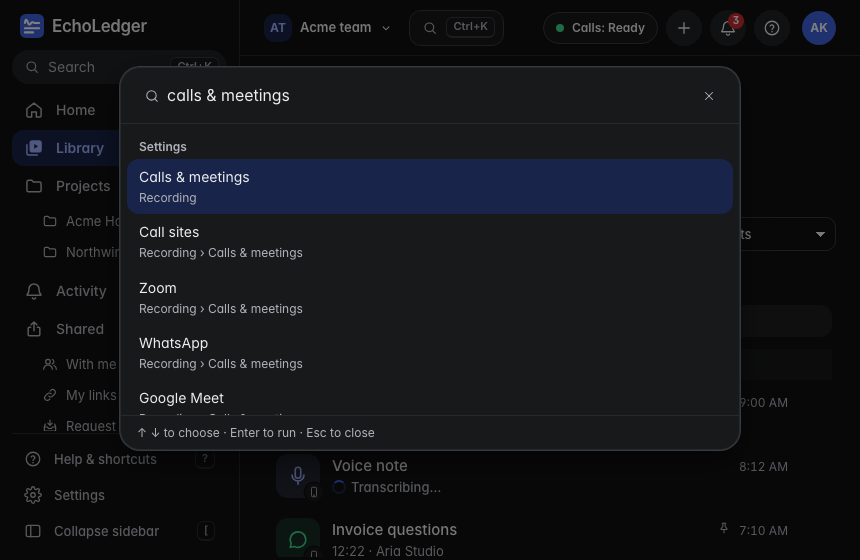 EchoLedger
AT Acme team
Ctrl+K
Calls: Ready
3
AK
Search
Ctrl+K
calls & meetings
Home
Library
Projects
Acme
Activity
Shared
With me
My links
Request
Settings
Calls & meetings
Recording
Call sites
Recording › Calls & meetings
Zoom
Recording › Calls & meetings
WhatsApp
Recording › Calls & meetings
Google Meet
↑ ↓ to choose · Enter to run · Esc to close
9:00 AM
Help & shortcuts ?
Settings
Collapse sidebar [
Voice note
8:12 AM
Transcribing...
Invoice questions
7:10 AM
12:22 · Aria Studio